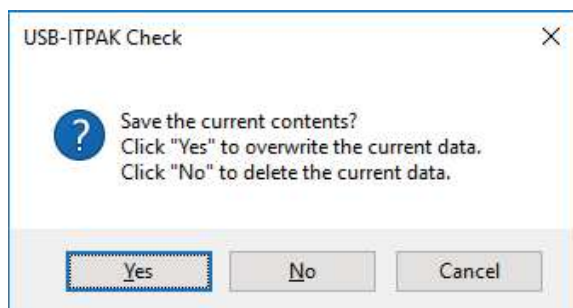 USB-ITPAK Check
Save the current contents?
Click "Yes" to overwrite the current data.
Click "No" to delete the current data.
Yes
No
Cancel